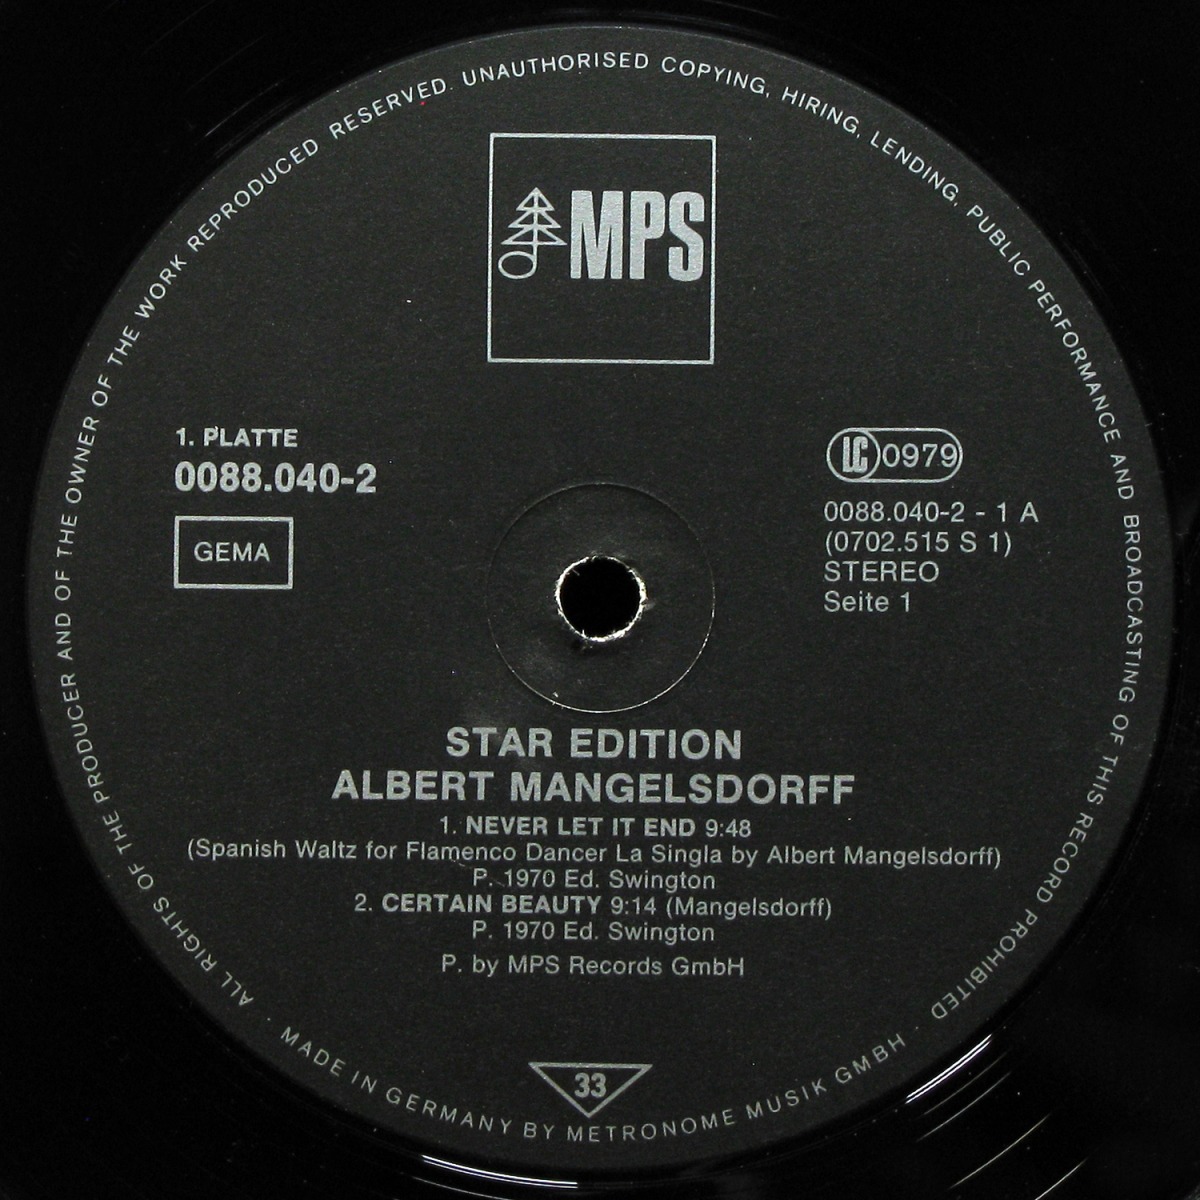 ALL RIGHTS OF THE PRODUCER AND OF THE OWNER OF THE WORK REPRODUCED RESERVED. UNAUTHORISED COPYING, HIRING, LENDING, PUBLIC PERFORMANCE AND BROADCASTING OF THIS RECORD PROHIBITED · MADE IN GERMANY BY METRONOME MUSIK GMBH ·
MPS
1. PLATTE
0088.040-2
GEMA
LC 0979
0088.040-2 - 1 A
(0702.515 S 1)
STEREO
Seite 1
STAR EDITION
ALBERT MANGELSDORFF
1. NEVER LET IT END 9:48
(Spanish Waltz for Flamenco Dancer La Singla by Albert Mangelsdorff)
P. 1970 Ed. Swington
2. CERTAIN BEAUTY 9:14 (Mangelsdorff)
P. 1970 Ed. Swington
P. by MPS Records GmbH
33